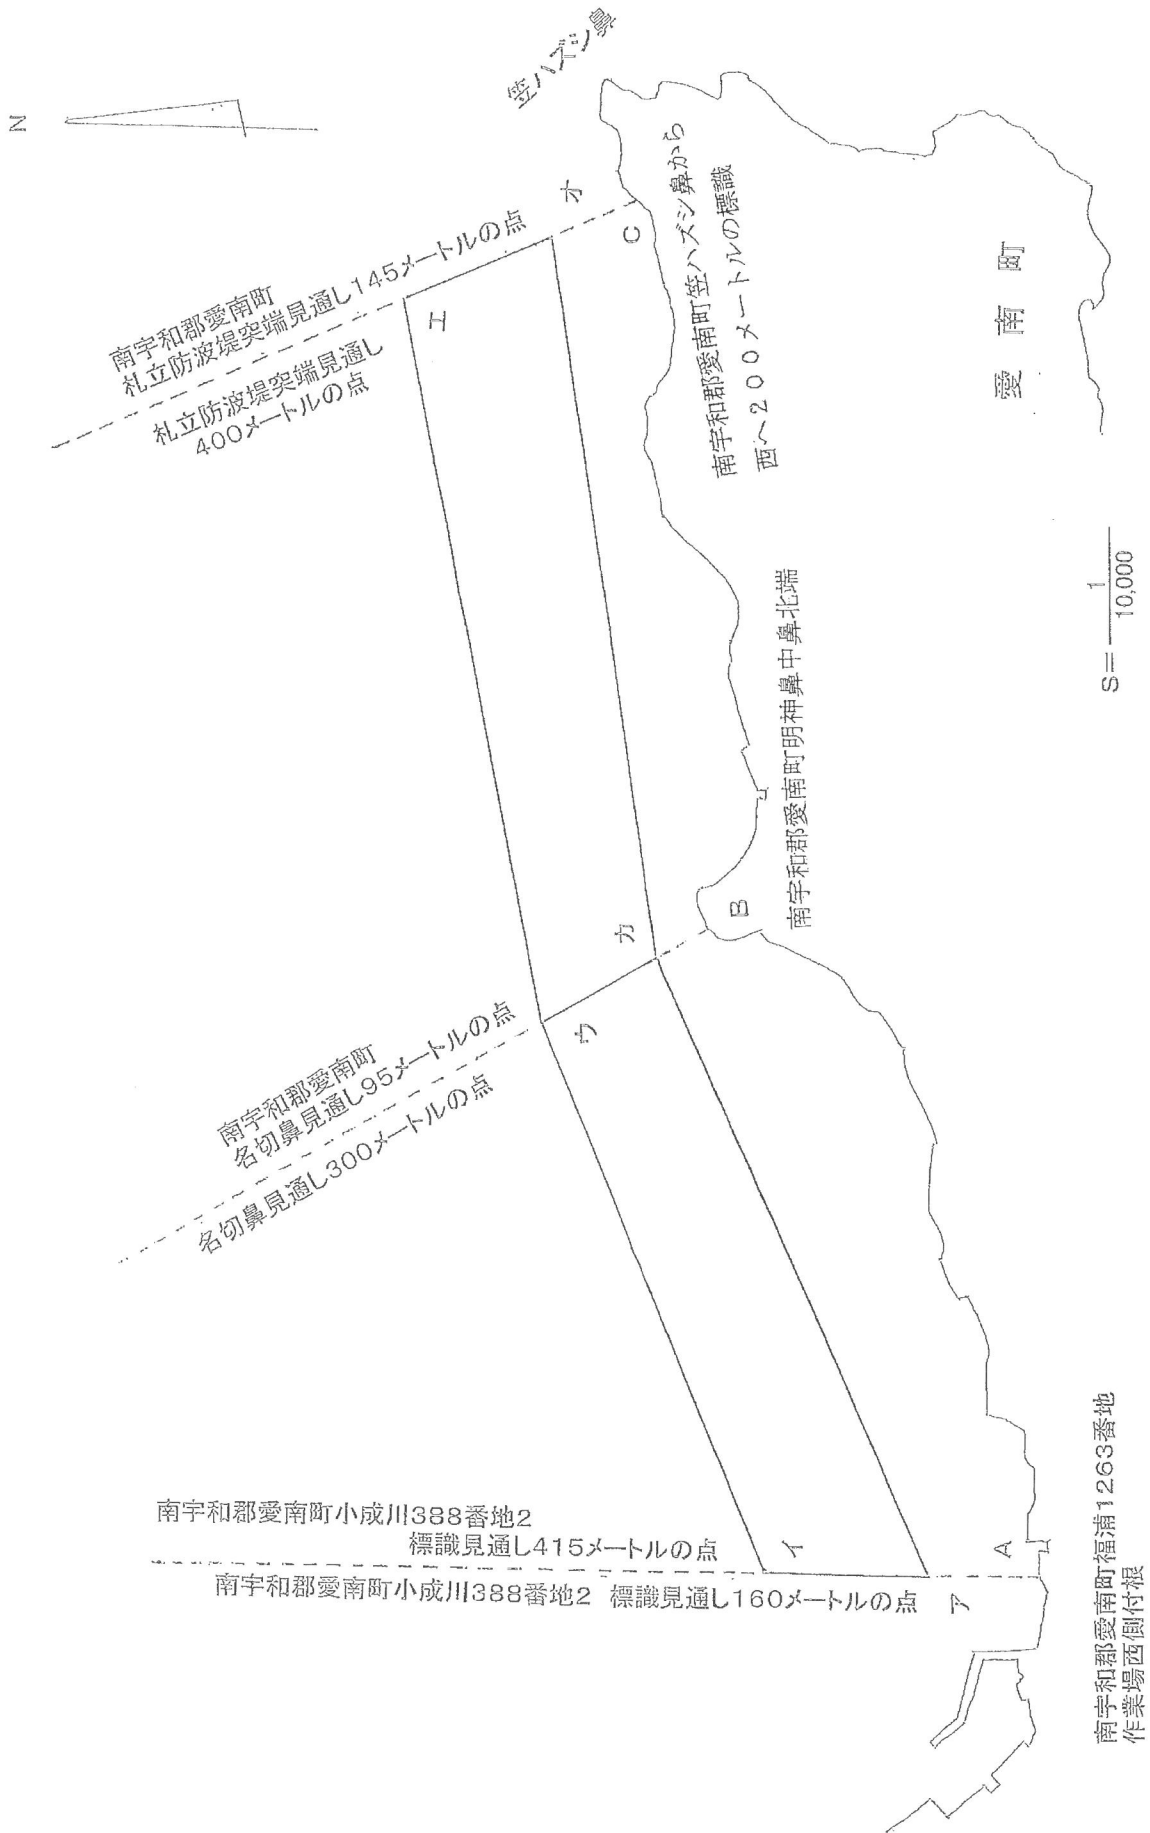 N
笠ハズシ鼻
南宇和郡愛南町
札立防波堤突端見通し145メートルの点
札立防波堤突端見通し
400メートルの点
エ
オ
C
南宇和郡愛南町笠ハズシ鼻から
西へ200メートルの標識
愛南町
南宇和郡愛南町
名切鼻見通し95メートルの点
名切鼻見通し300メートルの点
ウ
カ
B
南宇和郡愛南町明神鼻中鼻北端
S=1/10,000
南宇和郡愛南町小成川388番地2
標識見通し415メートルの点
南宇和郡愛南町小成川388番地2 標識見通し160メートルの点
イ
ア
A
南宇和郡愛南町福浦1263番地
作業場西側付根